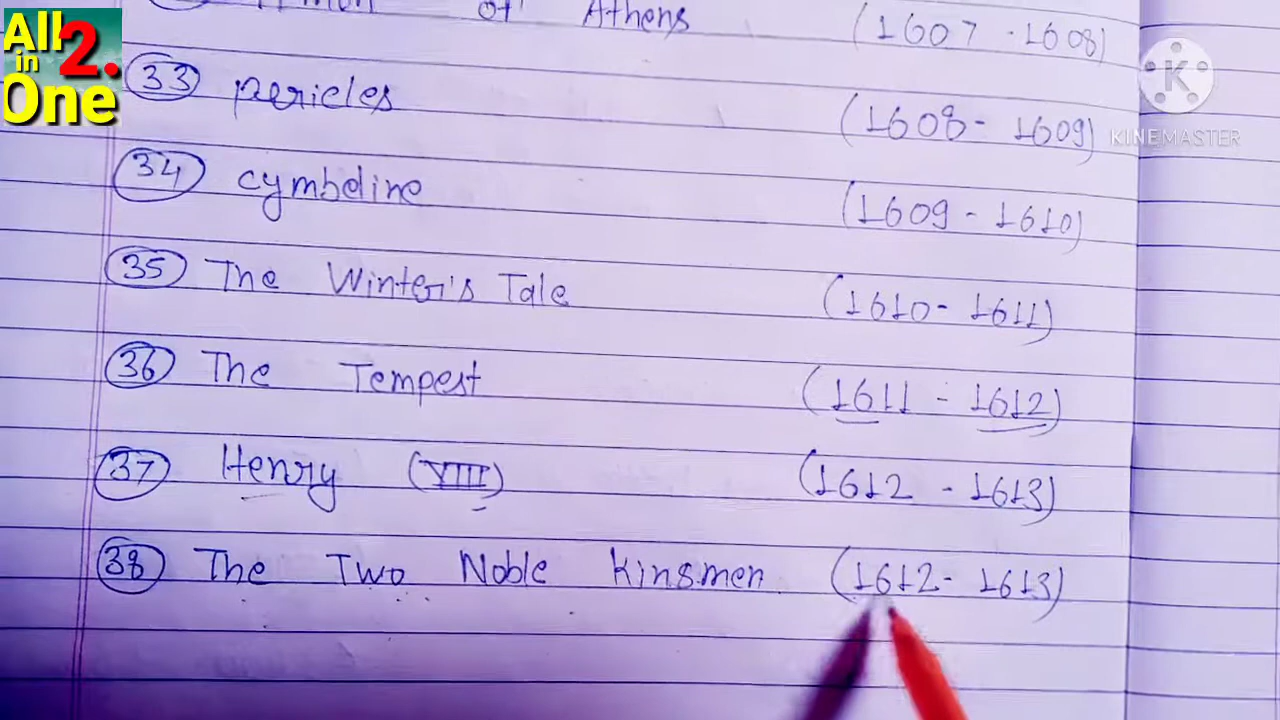 of Athens (1607 - 1608)
All in One 2.
33 pericles (1608 - 1609)
KINEMASTER
34 cymbeline (1609 - 1610)
35 The Winter's Tale (1610 - 1611)
36 The Tempest (1611 - 1612)
37 Henry (VIII) (1612 - 1613)
38 The Two Noble Kinsmen (1612 - 1613)